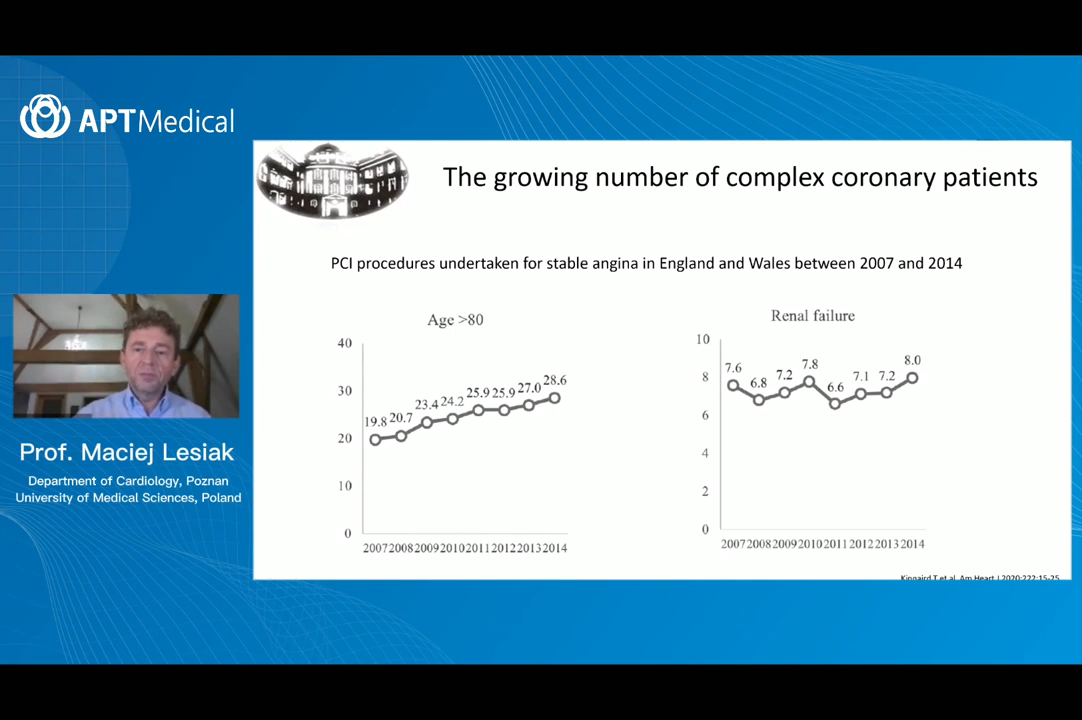 APTMedical
The growing number of complex coronary patients
PCI procedures undertaken for stable angina in England and Wales between 2007 and 2014
Age >80
40
30
20
10
0
19.8 20.7 23.4 24.2 25.9 25.9 27.0 28.6
2007 2008 2009 2010 2011 2012 2013 2014
Renal failure
10
8
6
4
2
0
7.6 6.8 7.2 7.8 6.6 7.1 7.2 8.0
2007 2008 2009 2010 2011 2012 2013 2014
Kinnaird T et al. Am Heart J 2020;222:15-25
Prof. Maciej Lesiak
Department of Cardiology, Poznan
University of Medical Sciences, Poland